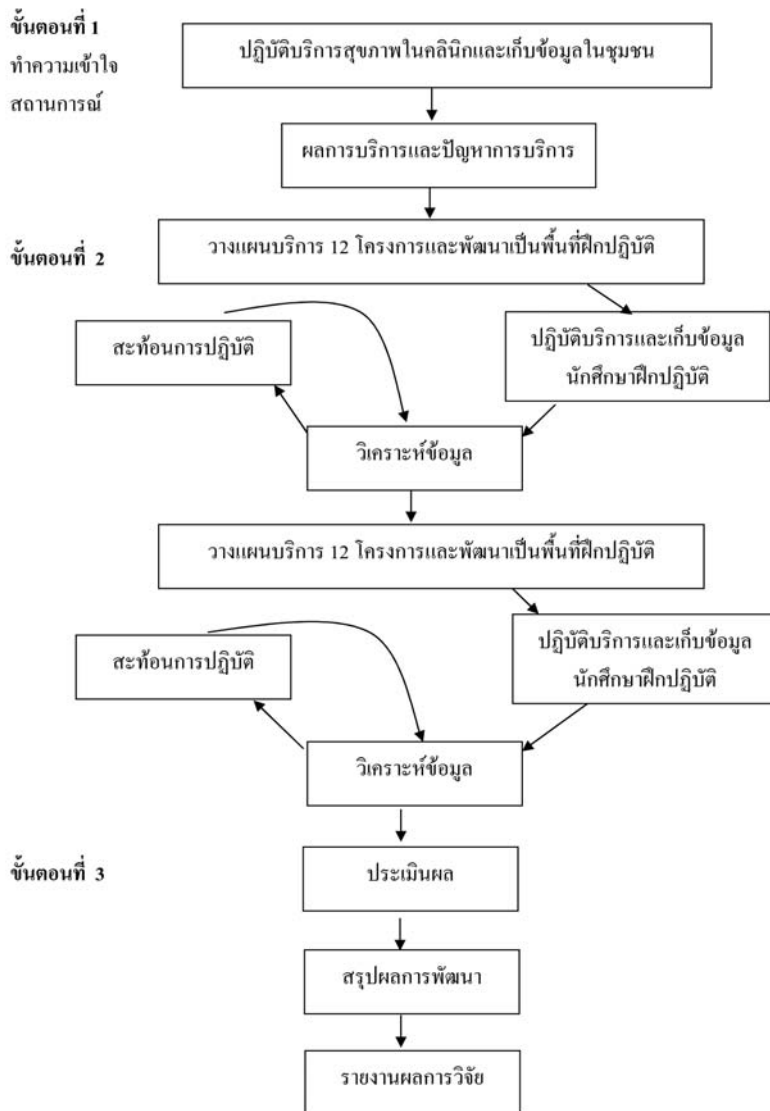 ขั้นตอนที่ 1
ทำความเข้าใจ
สถานการณ์
ปฏิบัติบริการสุขภาพในคลินิกและเก็บข้อมูลในชุมชน
ผลการบริการและปัญหาการบริการ
ขั้นตอนที่ 2
วางแผนบริการ 12 โครงการและพัฒนาเป็นพื้นที่ฝึกปฏิบัติ
สะท้อนการปฏิบัติ
ปฏิบัติบริการและเก็บข้อมูล
นักศึกษาฝึกปฏิบัติ
วิเคราะห์ข้อมูล
วางแผนบริการ 12 โครงการและพัฒนาเป็นพื้นที่ฝึกปฏิบัติ
สะท้อนการปฏิบัติ
ปฏิบัติบริการและเก็บข้อมูล
นักศึกษาฝึกปฏิบัติ
วิเคราะห์ข้อมูล
ขั้นตอนที่ 3
ประเมินผล
สรุปผลการพัฒนา
รายงานผลการวิจัย